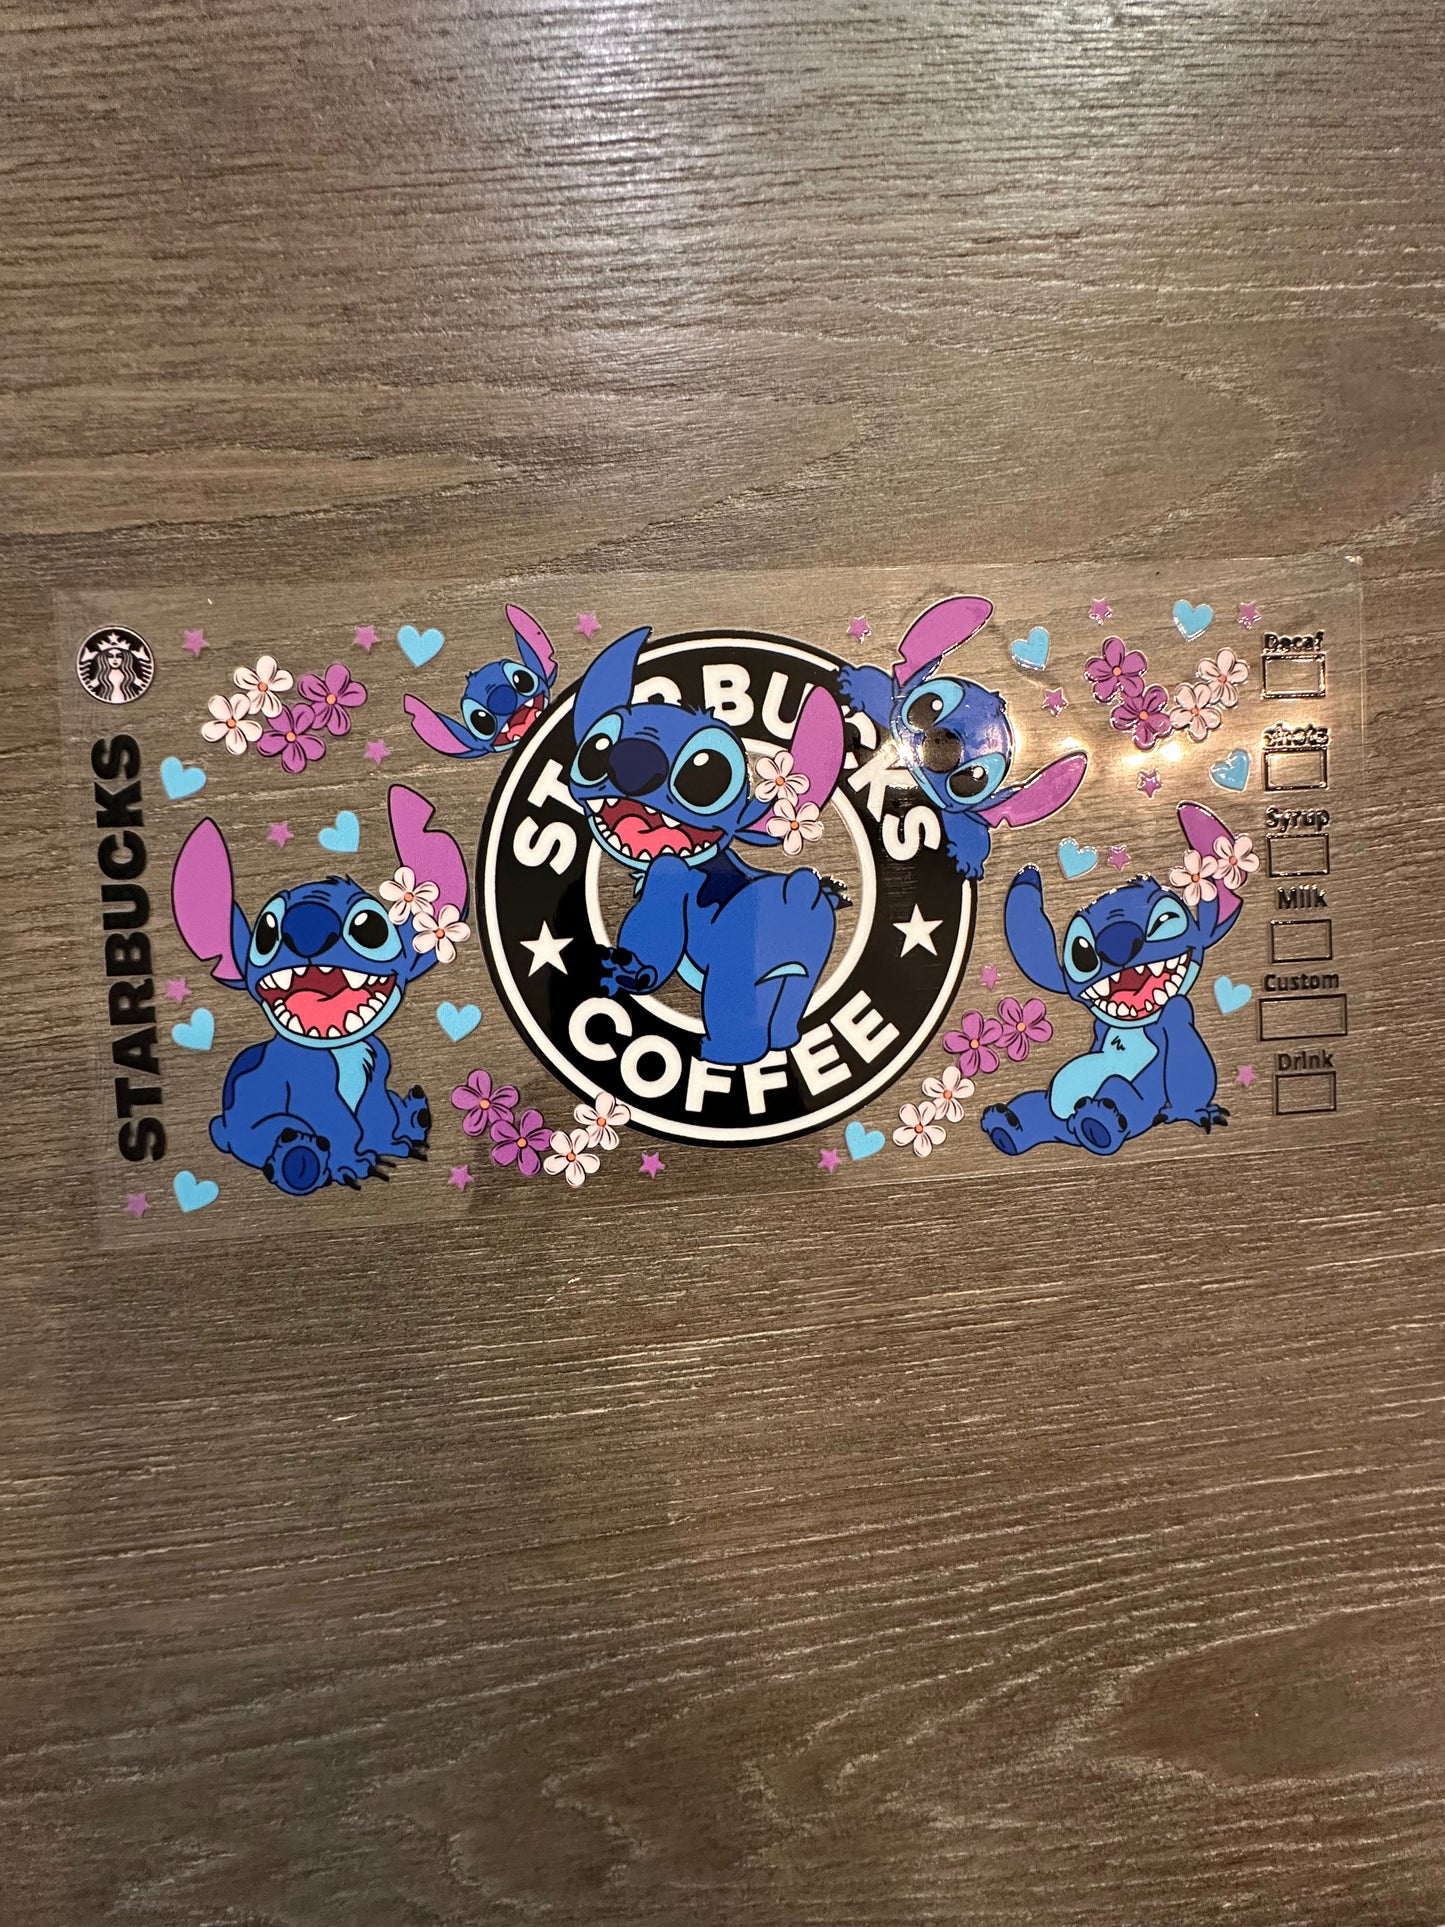 STARBUCKS
STARBUCKS
COFFEE
Decaf
Shots
Syrup
Milk
Custom
Drink